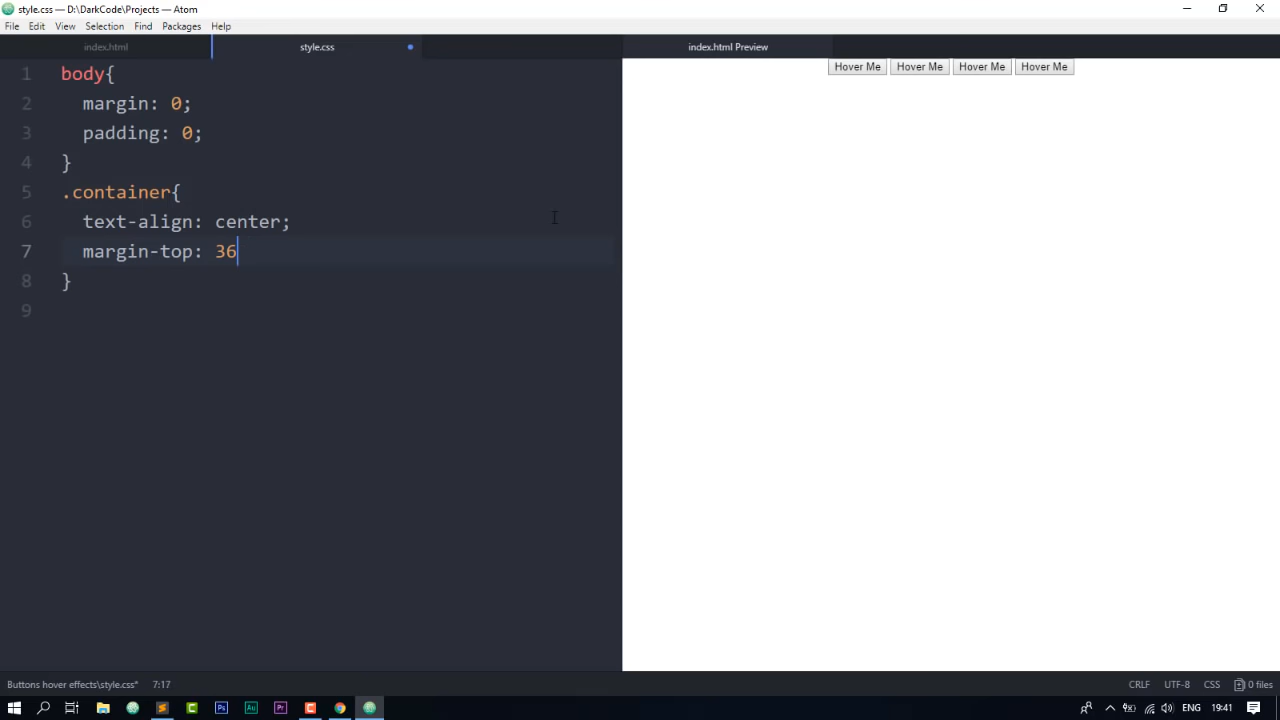 style.css — D:\DarkCode\Projects — Atom
File Edit View Selection Find Packages Help
index.html style.css index.html Preview
1 body{
2 margin: 0;
3 padding: 0;
4 }
5 .container{
6 text-align: center;
7 margin-top: 36
8 }
9
Hover Me Hover Me Hover Me Hover Me
Buttons hover effects\style.css* 7:17 CRLF UTF-8 CSS 0 files
Ps Au Pr ENG 19:41